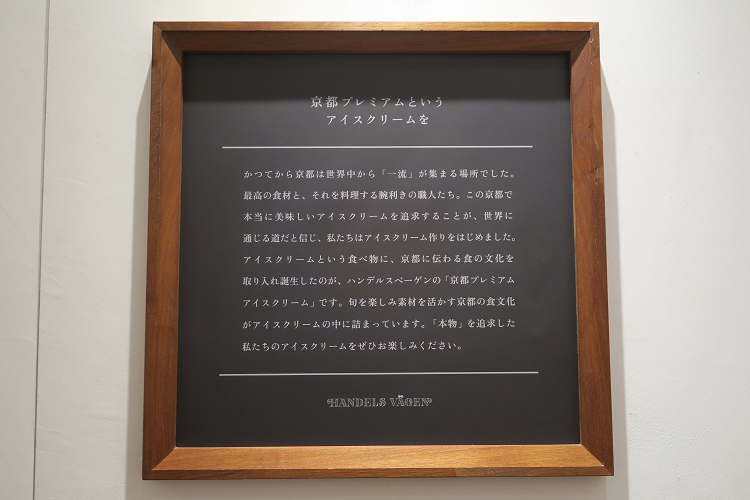 京都プレミアムという
アイスクリームを
かつてから京都は世界中から「一流」が集まる場所でした。
最高の食材と、それを料理する腕利きの職人たち。この京都で
本当に美味しいアイスクリームを追求することが、世界に
通じる道だと信じ、私たちはアイスクリーム作りをはじめました。
アイスクリームという食べ物に、京都に伝わる食の文化を
取り入れ誕生したのが、ハンデルスベーゲンの「京都プレミアム
アイスクリーム」です。旬を楽しみ素材を活かす京都の食文化
がアイスクリームの中に詰まっています。「本物」を追求した
私たちのアイスクリームをぜひお楽しみください。
HANDELS VÄGEN